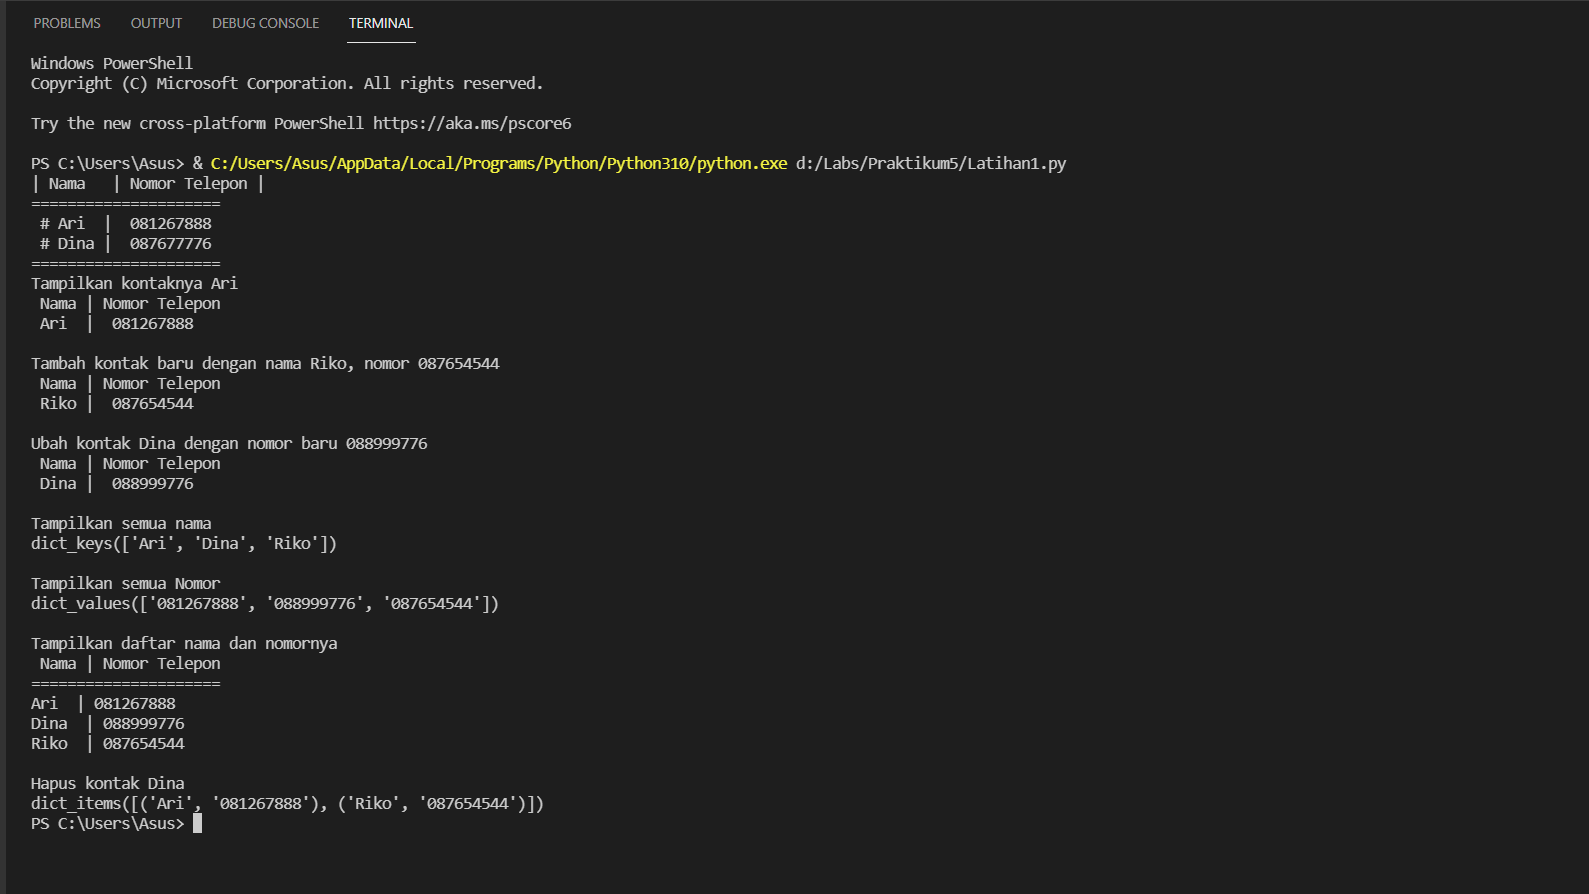 PROBLEMS OUTPUT DEBUG CONSOLE TERMINAL
Windows PowerShell
Copyright (C) Microsoft Corporation. All rights reserved.
Try the new cross-platform PowerShell https://aka.ms/pscore6
PS C:\Users\Asus> & C:/Users/Asus/AppData/Local/Programs/Python/Python310/python.exe d:/Labs/Praktikum5/Latihan1.py
| Nama   | Nomor Telepon |
=====================
 # Ari  |  081267888
 # Dina |  087677776
=====================
Tampilkan kontaknya Ari
 Nama | Nomor Telepon
 Ari  |  081267888
Tambah kontak baru dengan nama Riko, nomor 087654544
 Nama | Nomor Telepon
 Riko |  087654544
Ubah kontak Dina dengan nomor baru 088999776
 Nama | Nomor Telepon
 Dina |  088999776
Tampilkan semua nama
dict_keys(['Ari', 'Dina', 'Riko'])
Tampilkan semua Nomor
dict_values(['081267888', '088999776', '087654544'])
Tampilkan daftar nama dan nomornya
 Nama | Nomor Telepon
=====================
Ari  | 081267888
Dina  | 088999776
Riko  | 087654544
Hapus kontak Dina
dict_items([('Ari', '081267888'), ('Riko', '087654544')])
PS C:\Users\Asus>